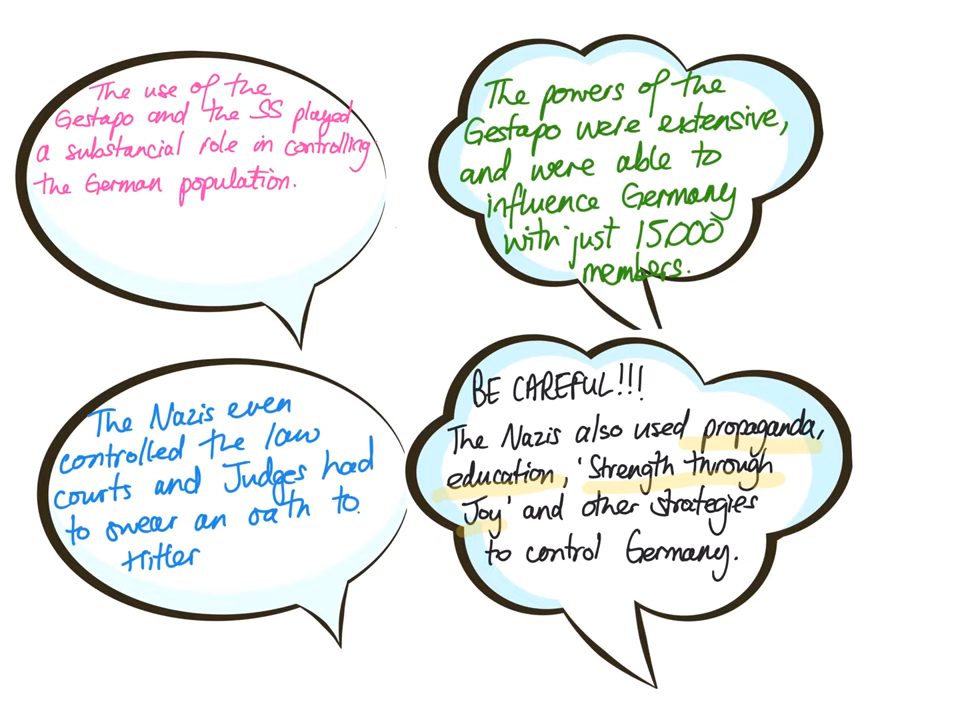 The use of the
Gestapo and the SS played
a substancial role in controlling
the German population.
The powers of the
Gestapo were extensive,
and were able to
influence Germany
with just 15000
members.
The Nazis even
controlled the law
courts and Judges had
to swear an oath to
Hitler
BE CAREFUL!!!
The Nazis also used propaganda,
education, 'Strength through
Joy' and other strategies
to control Germany.